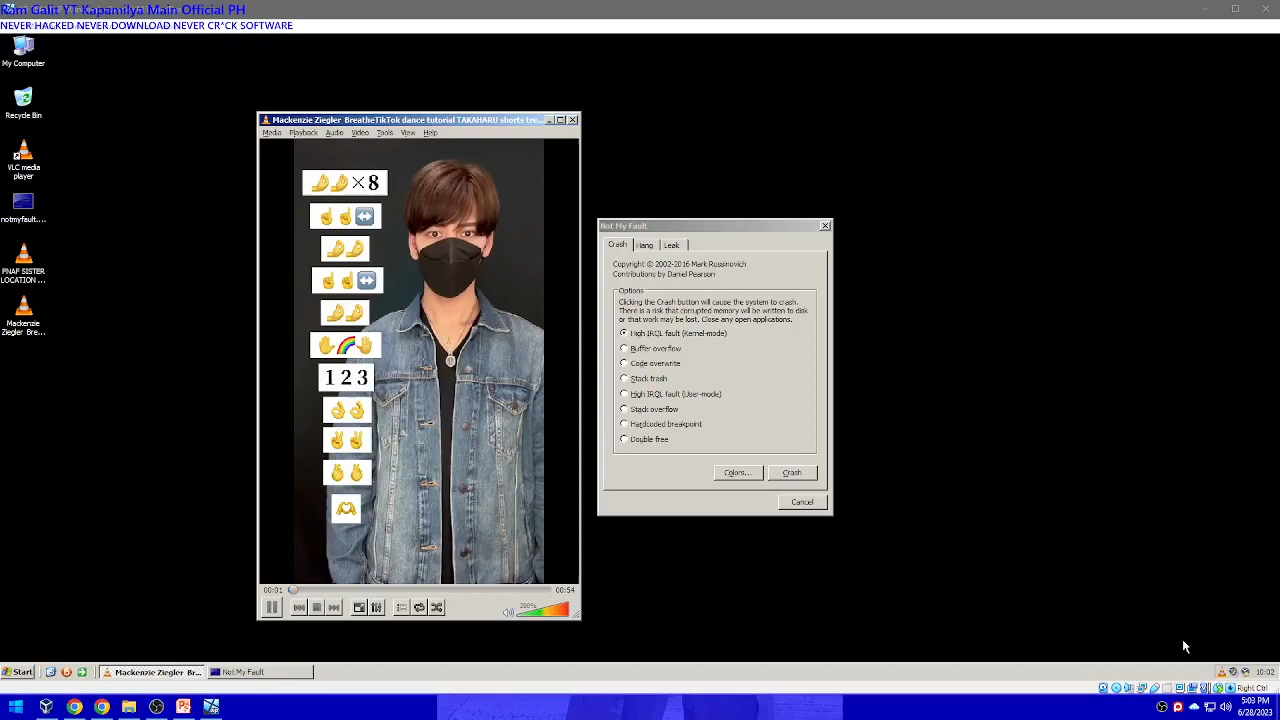 Ram Galit YT Kapamilya Main Official PH
NEVER HACKED NEVER DOWNLOAD NEVER CR*CK SOFTWARE
My Computer
Recycle Bin
VLC media
player
notmyfault....
FNAF SISTER
LOCATION ...
Mackenzie
Ziegler Bre...
Mackenzie Ziegler BreatheTikTok dance tutorial TAKAHARU shorts tre...
Media Playback Audio Video Tools View Help
×8
1 2 3
00:01
00:54
200%
Not My Fault
Crash Hang Leak
Copyright © 2002-2016 Mark Russinovich
Contributions by Daniel Pearson
Options
Clicking the Crash button will cause the system to crash.
There is a risk that corrupted memory will be written to disk
or that work may be lost. Close any open applications.
High IRQL fault (Kernel-mode)
Buffer overflow
Code overwrite
Stack trash
High IRQL fault (User-mode)
Stack overflow
Hardcoded breakpoint
Double free
Colors...
Crash
Cancel
Start
Mackenzie Ziegler Br...
Not My Fault
10:02
Right Ctrl
5:03 PM
6/28/2023